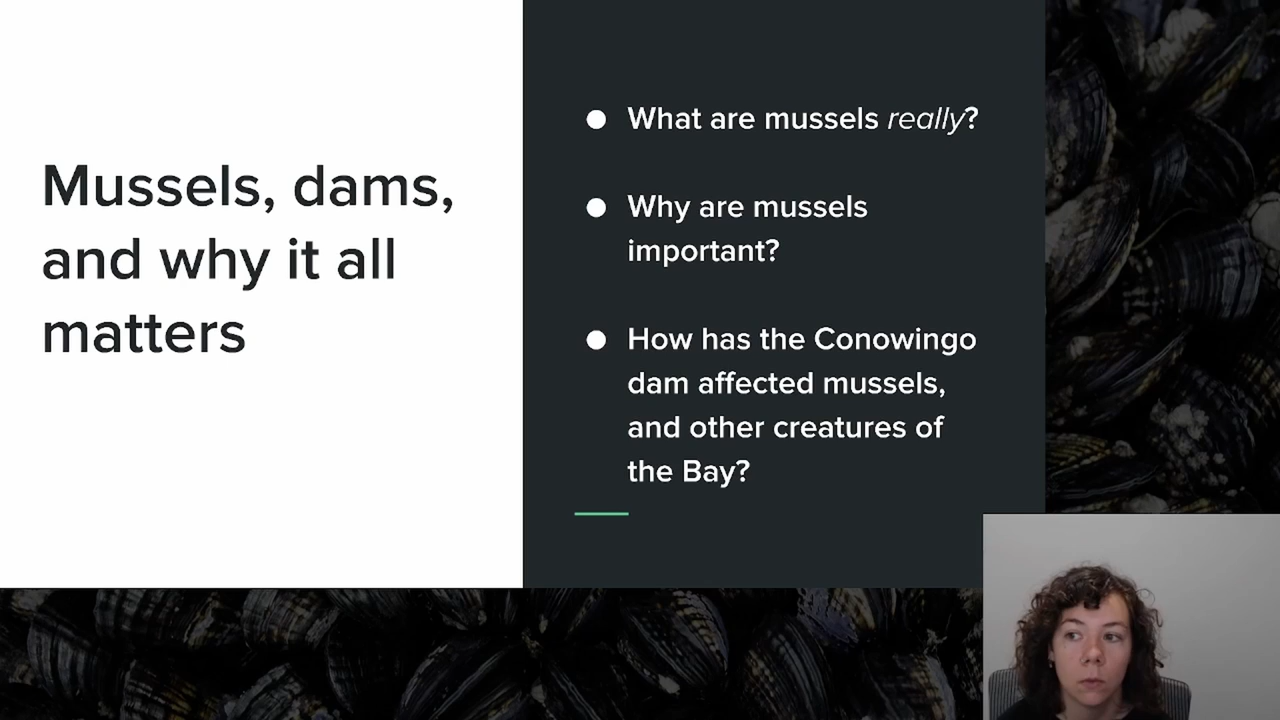 Mussels, dams,
and why it all
matters
● What are mussels really?
● Why are mussels
important?
● How has the Conowingo
dam affected mussels,
and other creatures of
the Bay?